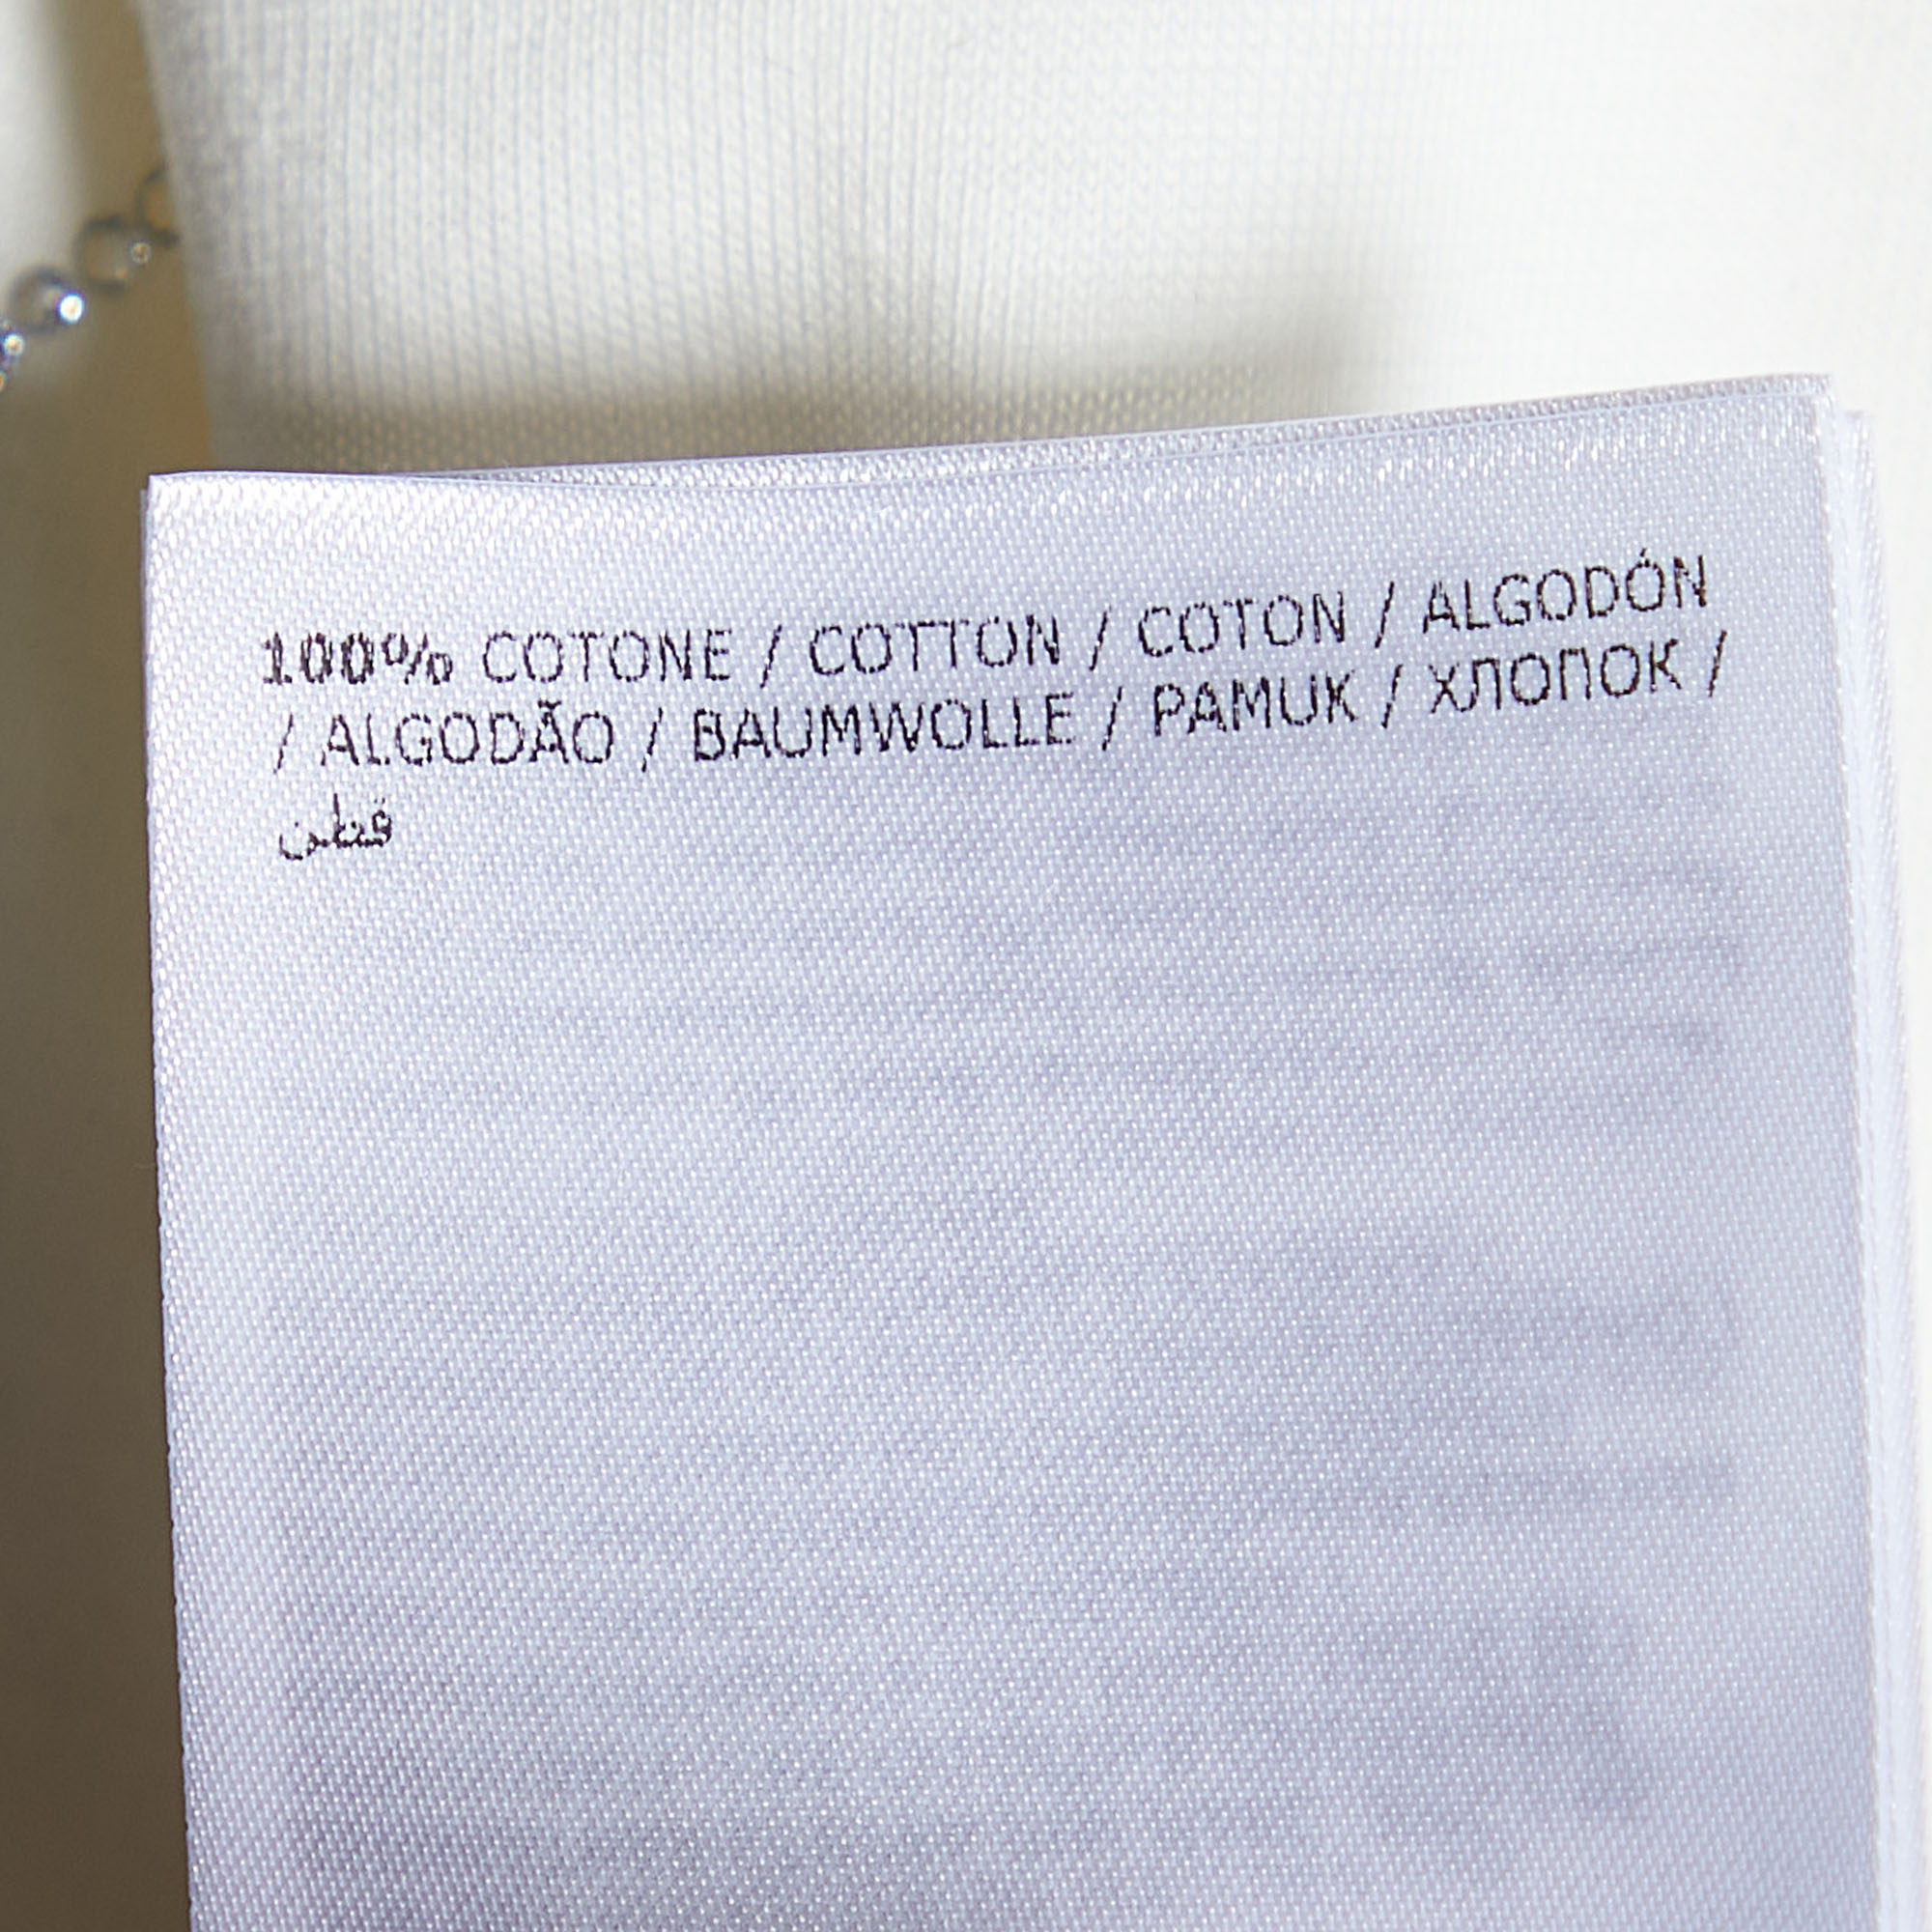 100% COTONE / COTTON / COTON / ALGODÓN
/ ALGODÃO / BAUMWOLLE / PAMUK / ХЛОПОК /
قطن